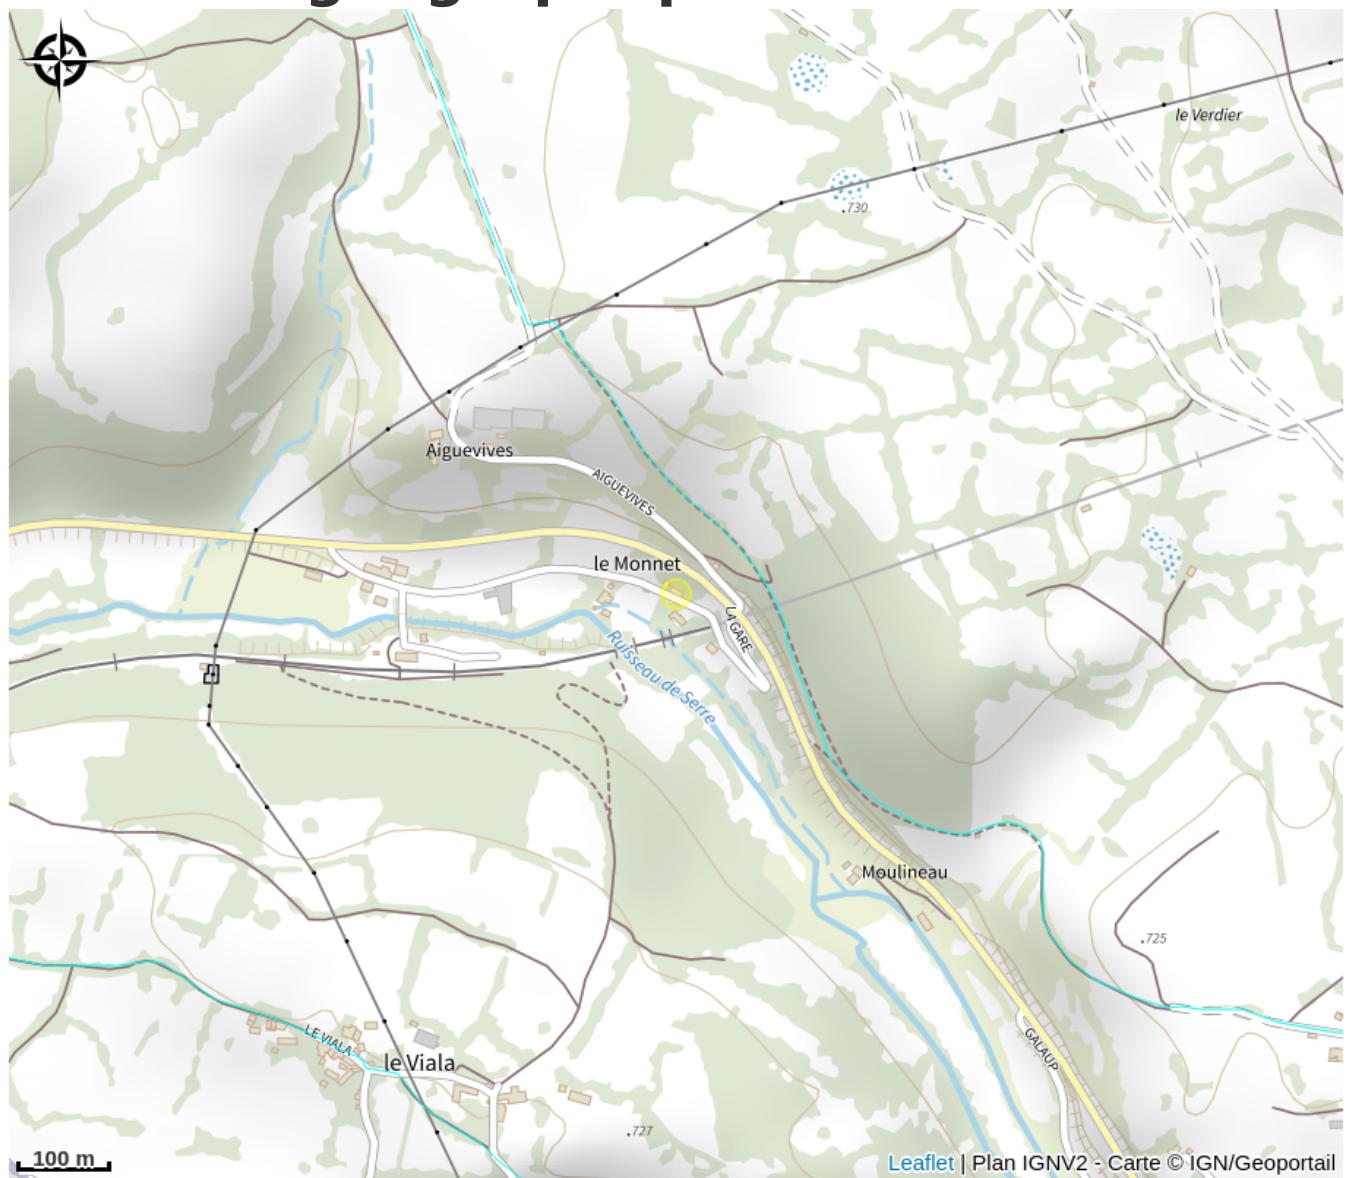 le Verdier
.730
Aiguevives
AIGUEVIVES
le Monnet
LA GARE
Ruisseau de Serre
Moulineau
.725
LE VIALA
le Viala
GALAUP
.727
100 m
Leaflet | Plan IGNV2 - Carte © IGN/Geoportail